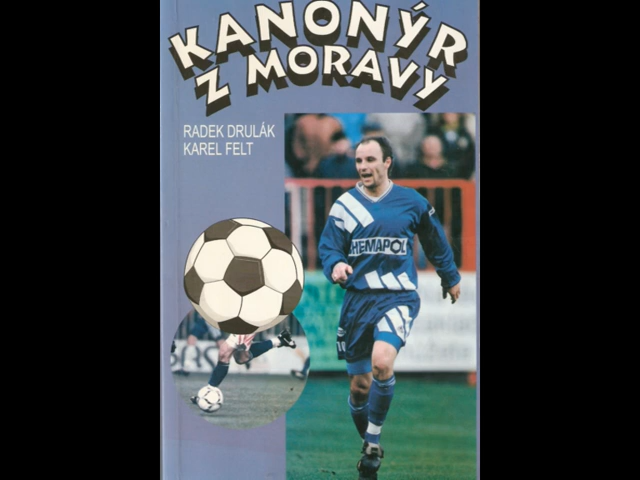 KANONÝR
Z MORAVY
RADEK DRULÁK
KAREL FELT
HEMAPOL